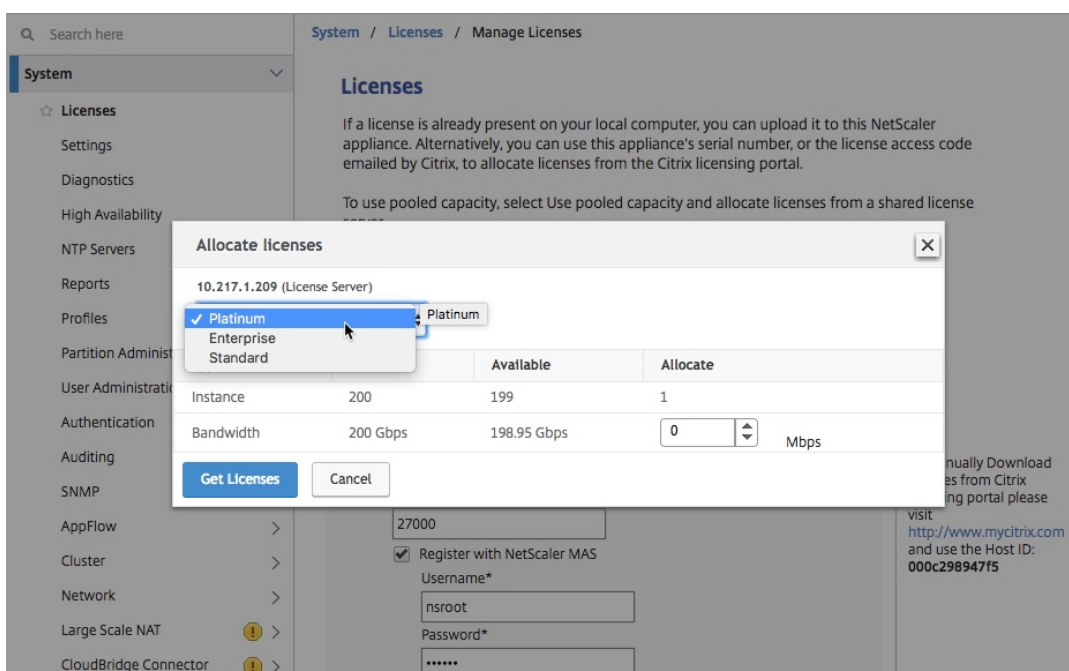 Search here
System / Licenses / Manage Licenses
System
Licenses
Licenses
If a license is already present on your local computer, you can upload it to this NetScaler
appliance. Alternatively, you can use this appliance's serial number, or the license access code
emailed by Citrix, to allocate licenses from the Citrix licensing portal.
To use pooled capacity, select Use pooled capacity and allocate licenses from a shared license
Settings
Diagnostics
High Availability
NTP Servers
Reports
Profiles
Partition Administ
User Administratio
Authentication
Auditing
SNMP
AppFlow
Cluster
Network
Large Scale NAT
CloudBridge Connector
Allocate licenses
10.217.1.209 (License Server)
Platinum
Platinum
Enterprise
Standard
Available
Allocate
Instance 200 199 1
Bandwidth 200 Gbps 198.95 Gbps 0 Mbps
Get Licenses
Cancel
27000
Register with NetScaler MAS
Username*
nsroot
Password*
••••••
nually Download
es from Citrix
ing portal please
visit
http://www.mycitrix.com
and use the Host ID:
000c298947f5